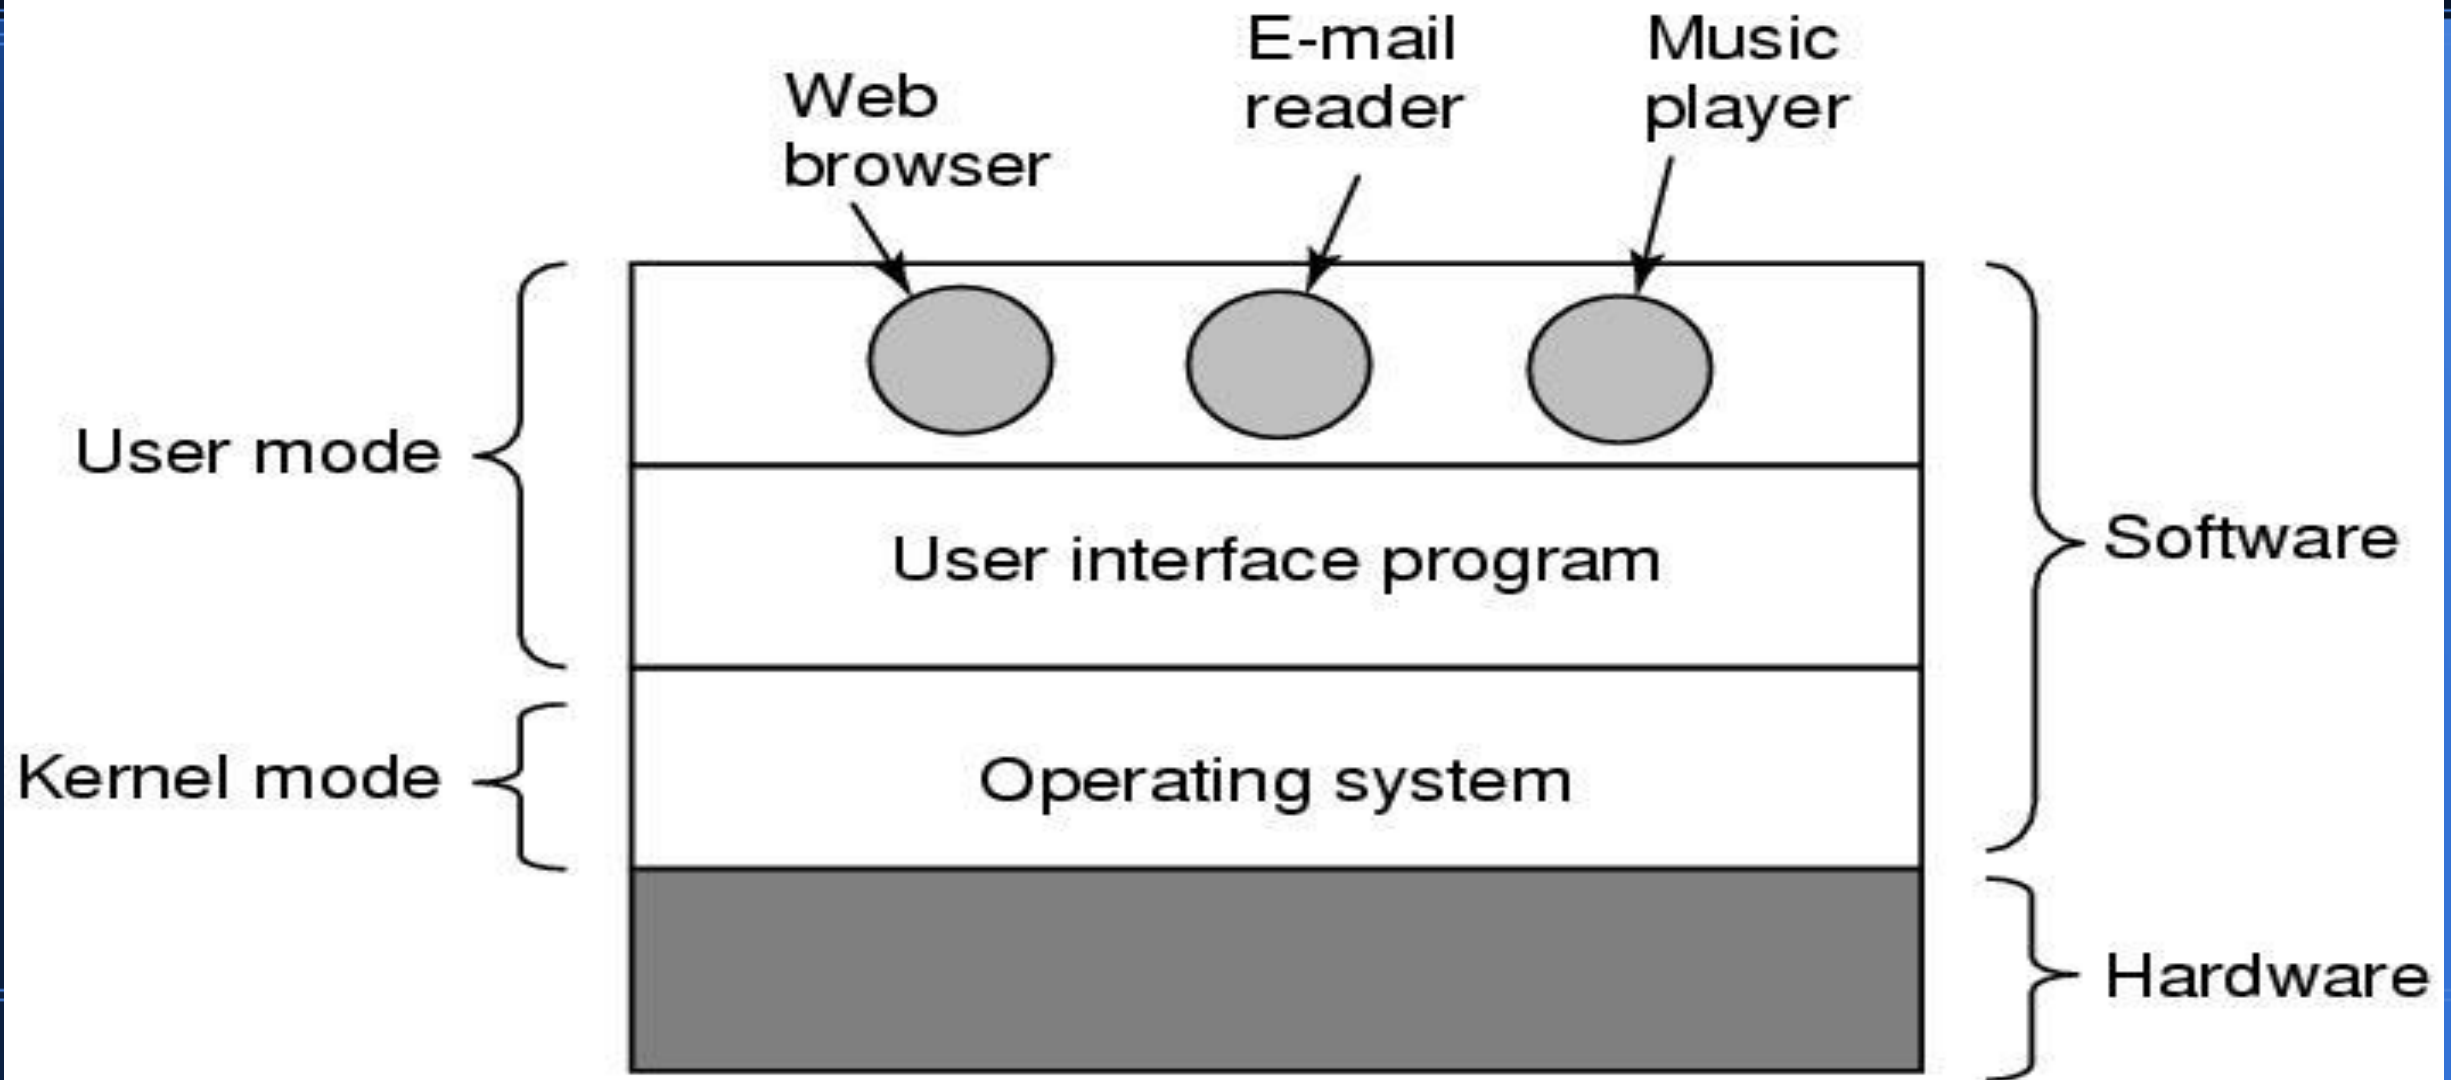 Web
browser
E-mail
reader
Music
player
User mode
User interface program
Software
Kernel mode
Operating system
Hardware